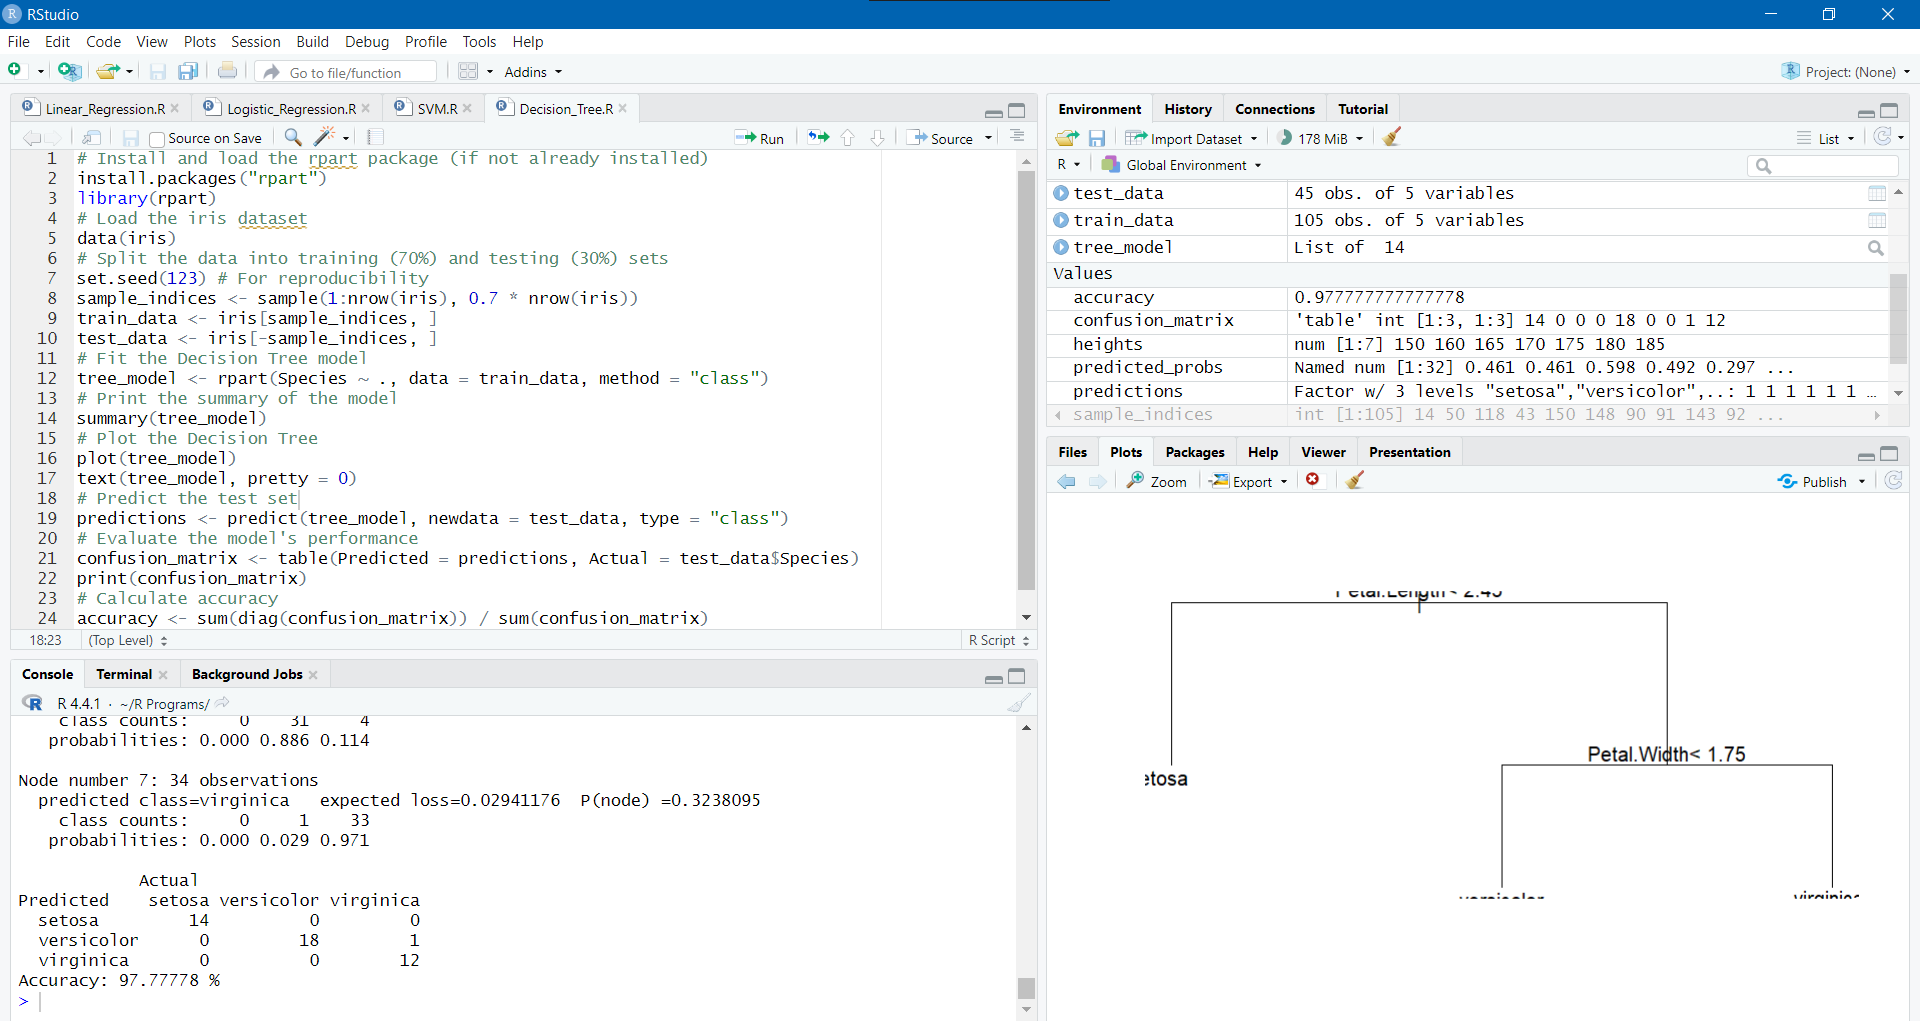 RStudio
File Edit Code View Plots Session Build Debug Profile Tools Help
Go to file/function Addins Project: (None)
Linear_Regression.R Logistic_Regression.R SVM.R Decision_Tree.R
Source on Save Run Source
1 # Install and load the rpart package (if not already installed)
2 install.packages("rpart")
3 library(rpart)
4 # Load the iris dataset
5 data(iris)
6 # Split the data into training (70%) and testing (30%) sets
7 set.seed(123) # For reproducibility
8 sample_indices <- sample(1:nrow(iris), 0.7 * nrow(iris))
9 train_data <- iris[sample_indices, ]
10 test_data <- iris[-sample_indices, ]
11 # Fit the Decision Tree model
12 tree_model <- rpart(Species ~ ., data = train_data, method = "class")
13 # Print the summary of the model
14 summary(tree_model)
15 # Plot the Decision Tree
16 plot(tree_model)
17 text(tree_model, pretty = 0)
18 # Predict the test set
19 predictions <- predict(tree_model, newdata = test_data, type = "class")
20 # Evaluate the model's performance
21 confusion_matrix <- table(Predicted = predictions, Actual = test_data$Species)
22 print(confusion_matrix)
23 # Calculate accuracy
24 accuracy <- sum(diag(confusion_matrix)) / sum(confusion_matrix)
18:23 (Top Level) R Script
Console Terminal Background Jobs
R 4.4.1 · ~/R Programs/
class counts: 0 31 4
probabilities: 0.000 0.886 0.114
Node number 7: 34 observations
predicted class=virginica expected loss=0.02941176 P(node) =0.3238095
class counts: 0 1 33
probabilities: 0.000 0.029 0.971
Actual
Predicted setosa versicolor virginica
setosa 14 0 0
versicolor 0 18 1
virginica 0 0 12
Accuracy: 97.77778 %
>
Environment History Connections Tutorial
Import Dataset 178 MiB List
R Global Environment
test_data 45 obs. of 5 variables
train_data 105 obs. of 5 variables
tree_model List of 14
Values
accuracy 0.977777777777778
confusion_matrix 'table' int [1:3, 1:3] 14 0 0 0 18 0 0 1 12
heights num [1:7] 150 160 165 170 175 180 185
predicted_probs Named num [1:32] 0.461 0.461 0.598 0.492 0.297 ...
predictions Factor w/ 3 levels "setosa","versicolor",..: 1 1 1 1 1 1 ...
sample_indices int [1:105] 14 50 118 43 150 148 90 91 143 92 ...
Files Plots Packages Help Viewer Presentation
Zoom Export Publish
Petal.Length< 2.45
Petal.Width< 1.75
etosa
versicolor virginica